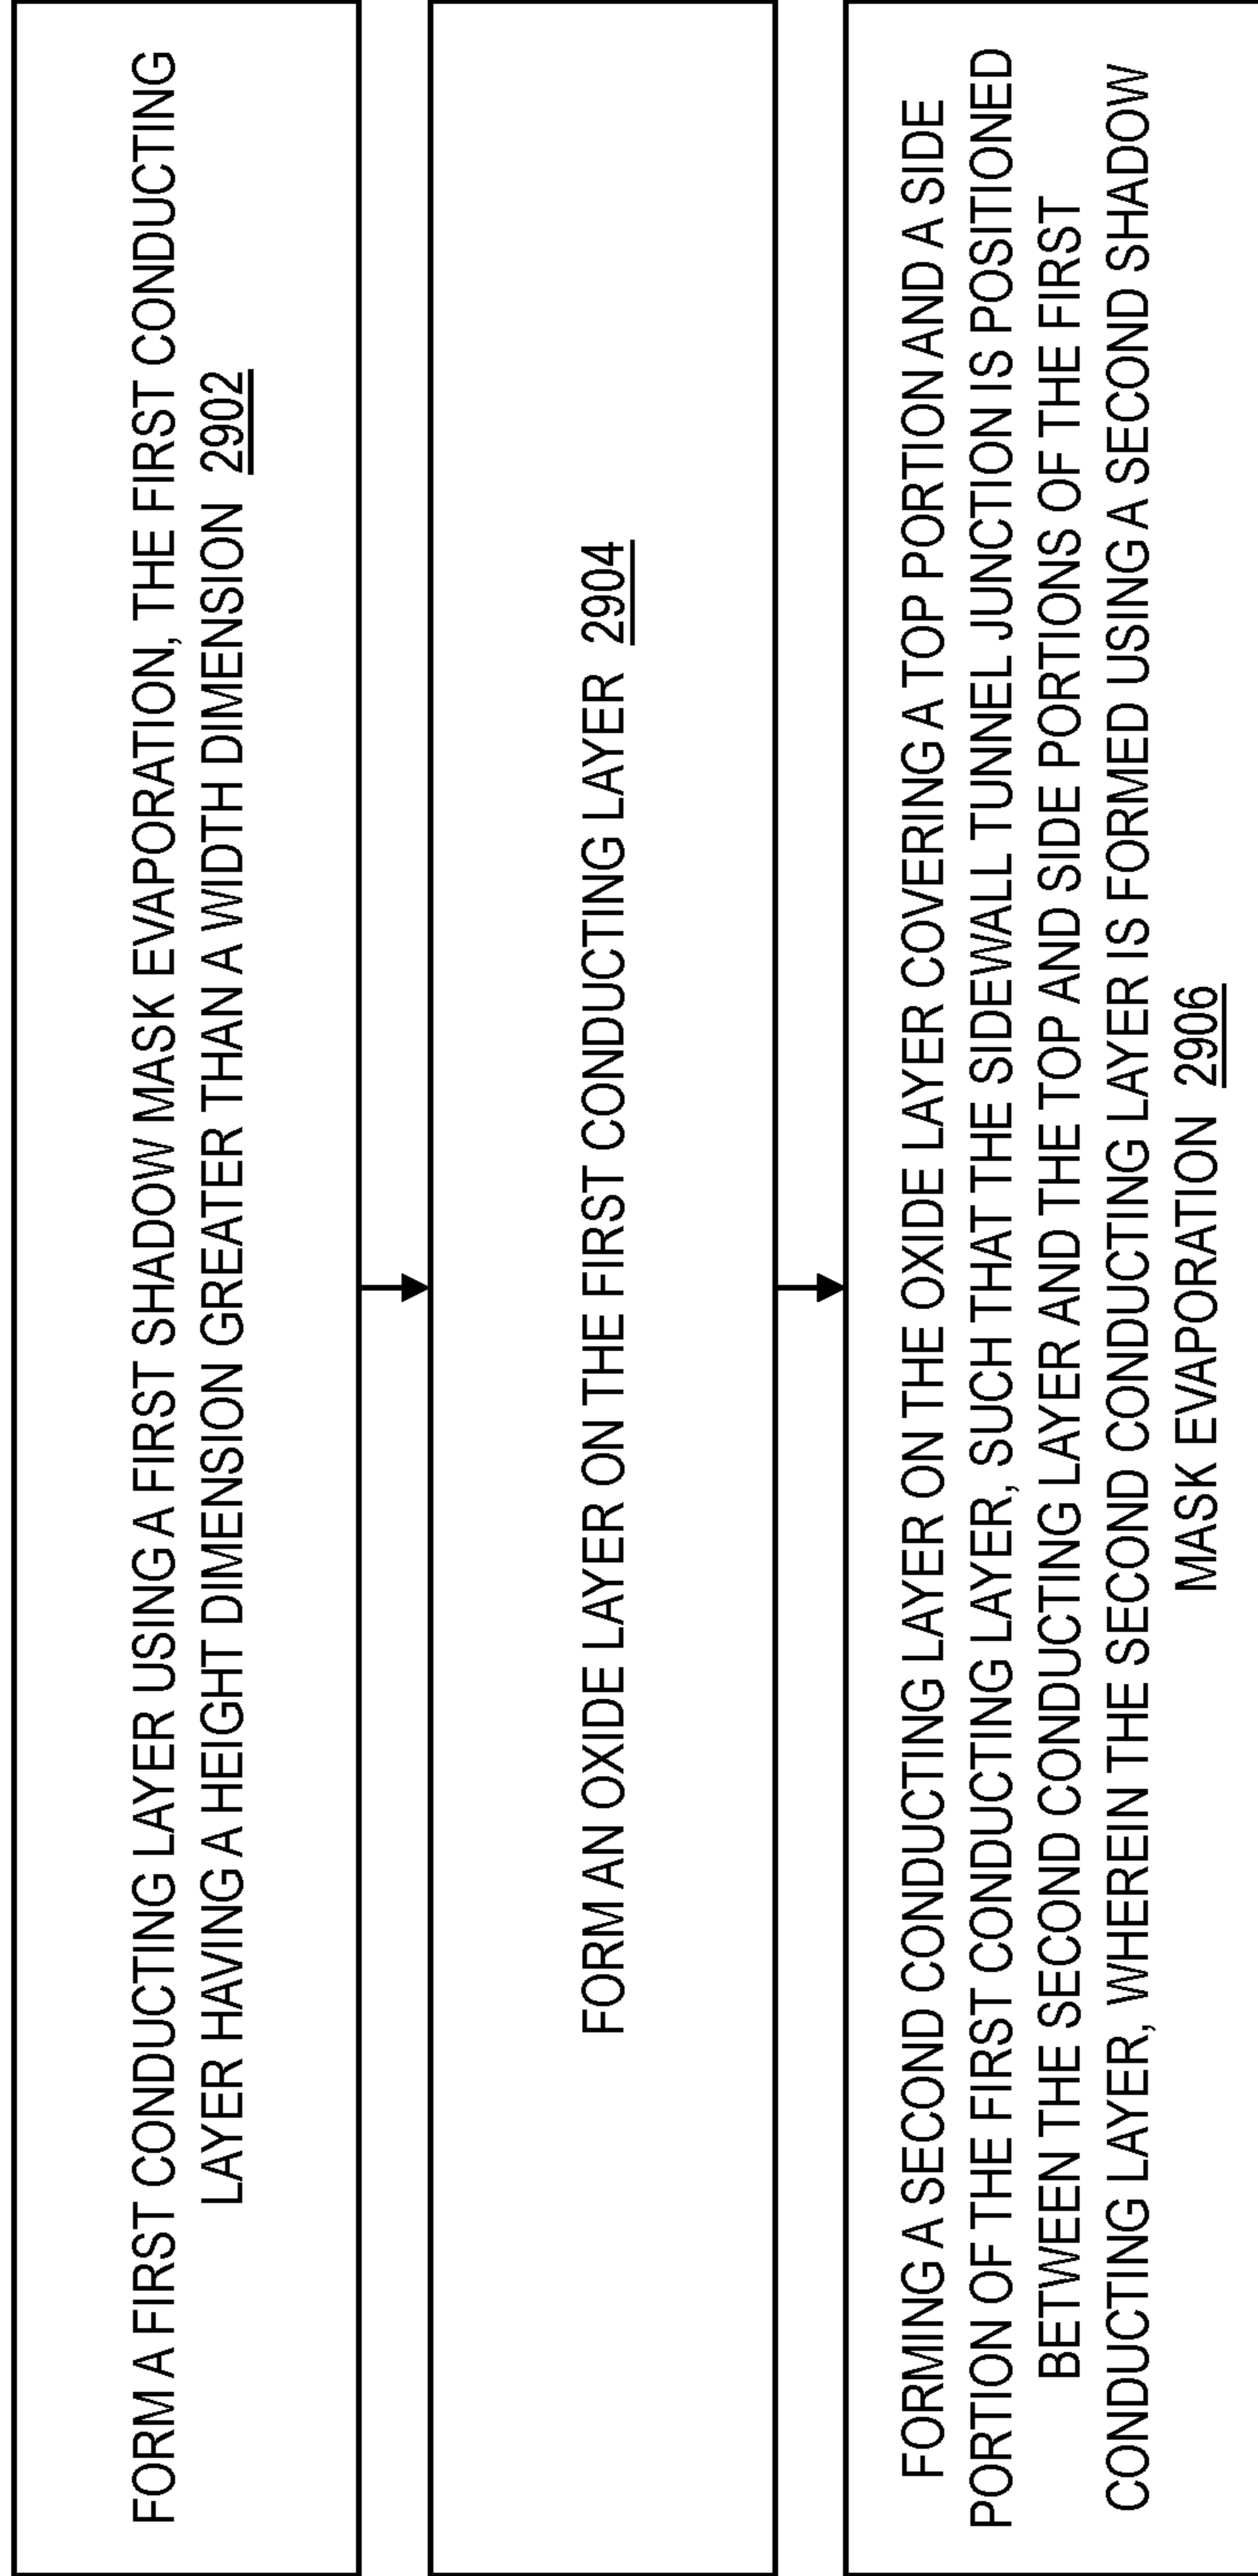 FORM A FIRST CONDUCTING LAYER USING A FIRST SHADOW MASK EVAPORATION, THE FIRST CONDUCTING
LAYER HAVING A HEIGHT DIMENSION GREATER THAN A WIDTH DIMENSION 2902
FORM AN OXIDE LAYER ON THE FIRST CONDUCTING LAYER 2904
FORMING A SECOND CONDUCTING LAYER ON THE OXIDE LAYER COVERING A TOP PORTION AND A SIDE
PORTION OF THE FIRST CONDUCTING LAYER, SUCH THAT THE SIDEWALL TUNNEL JUNCTION IS POSITIONED
BETWEEN THE SECOND CONDUCTING LAYER AND THE TOP AND SIDE PORTIONS OF THE FIRST
CONDUCTING LAYER, WHEREIN THE SECOND CONDUCTING LAYER IS FORMED USING A SECOND SHADOW
MASK EVAPORATION 2906